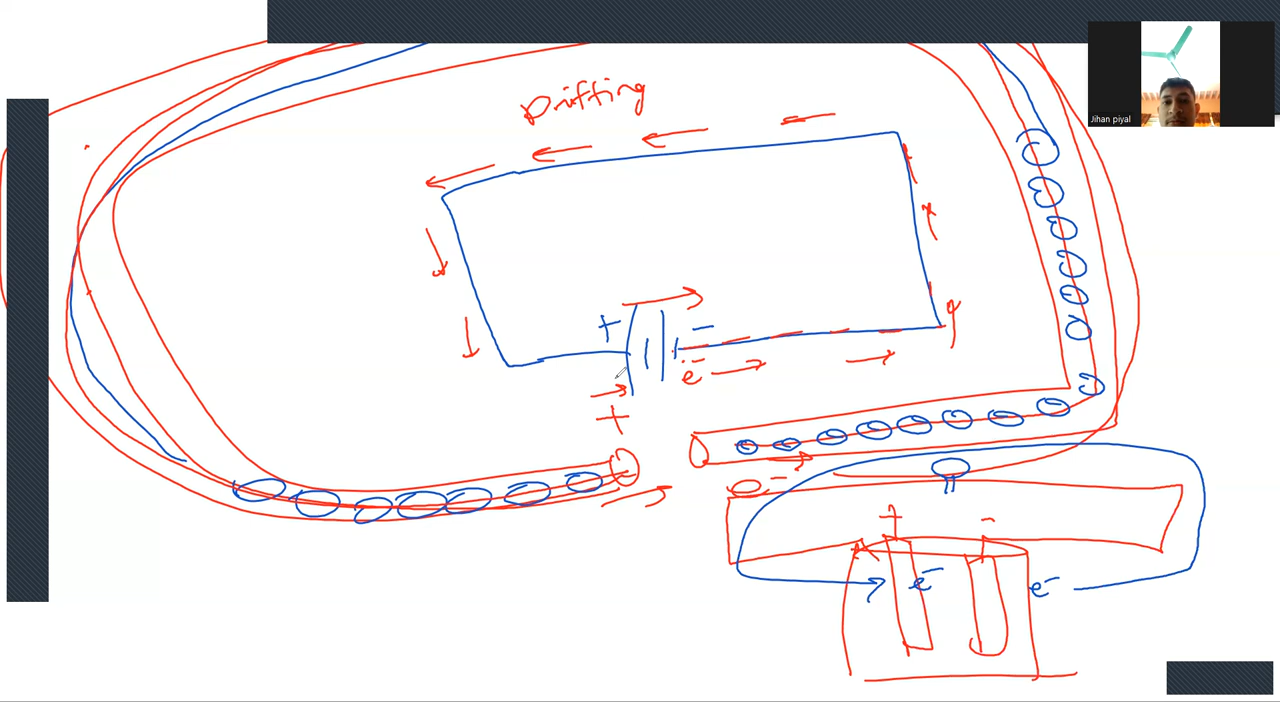 Drifting
+ -
e-
+
e-
+ -
e- e-
Jihan piyal